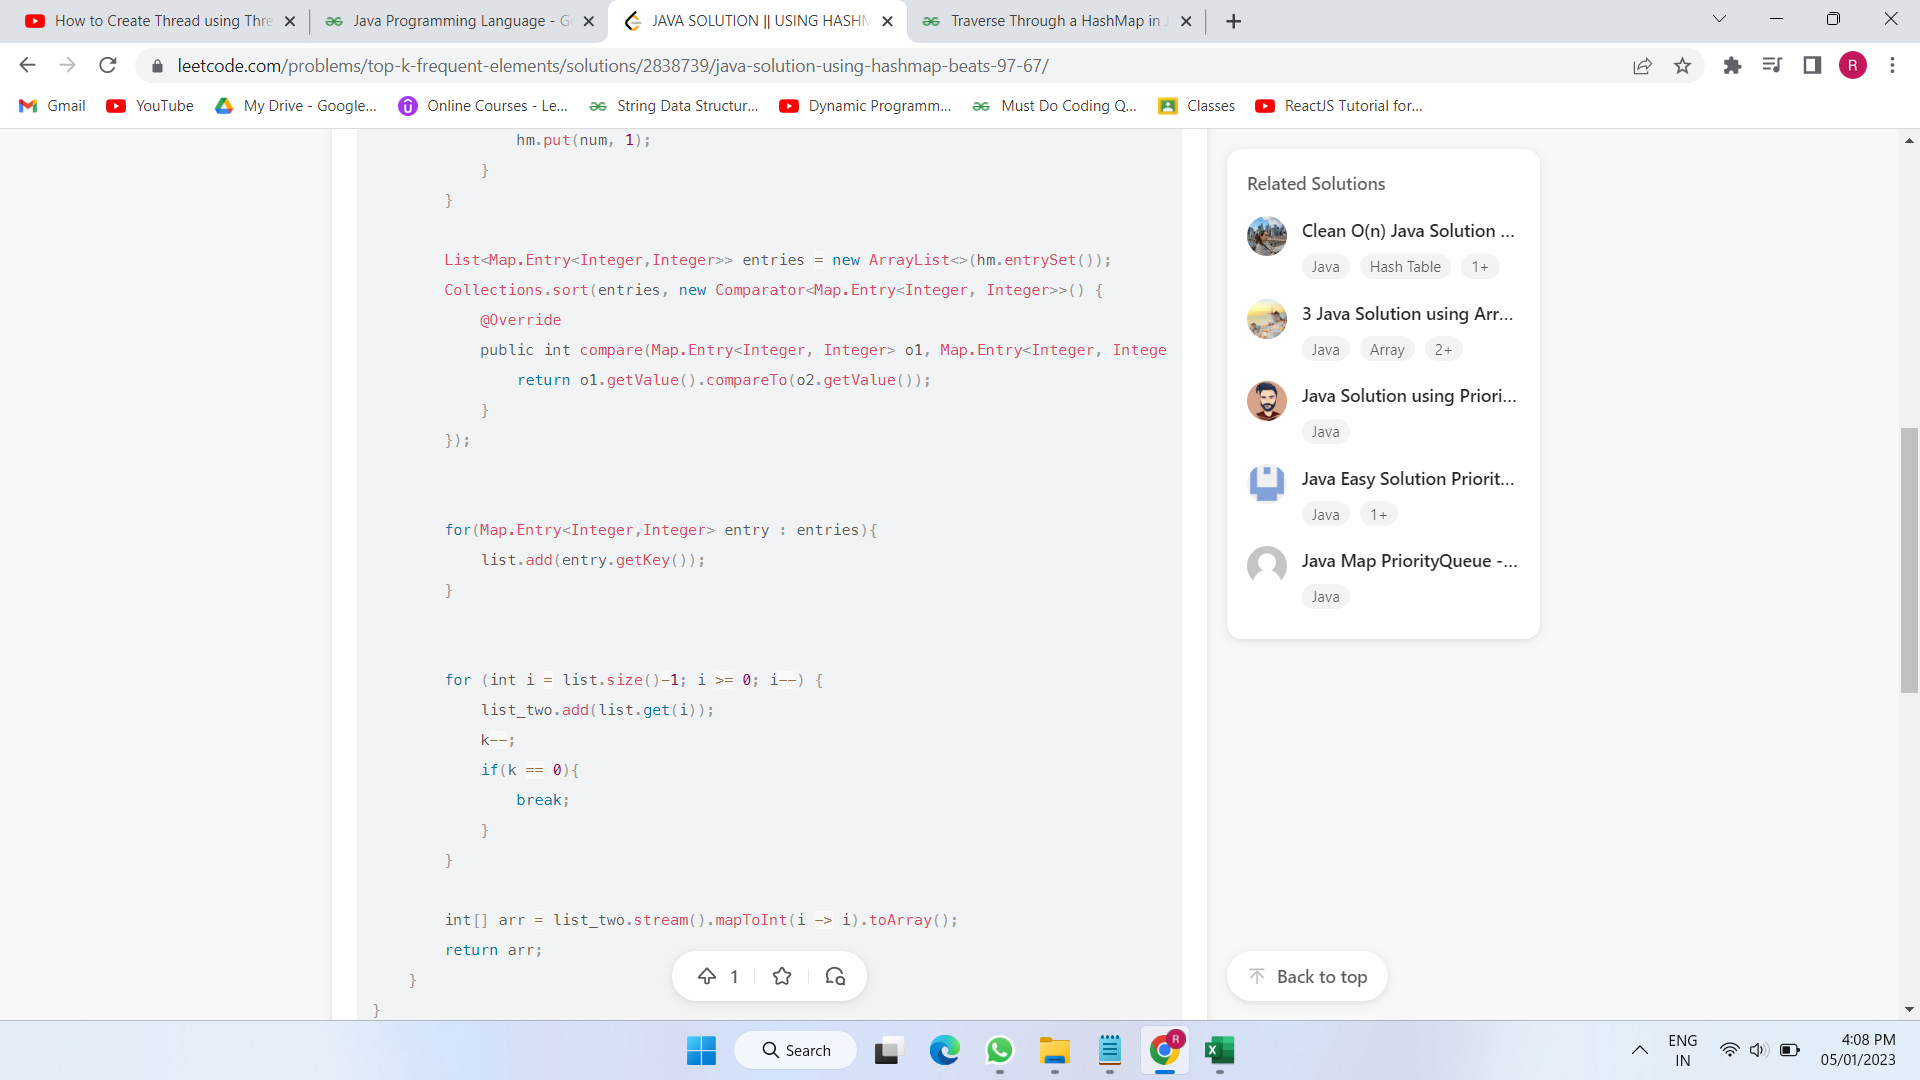 How to Create Thread using Thre
Java Programming Language - G
JAVA SOLUTION || USING HASHM
Traverse Through a HashMap in J
leetcode.com/problems/top-k-frequent-elements/solutions/2838739/java-solution-using-hashmap-beats-97-67/
R
Gmail
YouTube
My Drive - Google...
Online Courses - Le...
String Data Structur...
Dynamic Programm...
Must Do Coding Q...
Classes
ReactJS Tutorial for...
hm.put(num, 1);
}
}
List<Map.Entry<Integer,Integer>> entries = new ArrayList<>(hm.entrySet());
Collections.sort(entries, new Comparator<Map.Entry<Integer, Integer>>() {
@Override
public int compare(Map.Entry<Integer, Integer> o1, Map.Entry<Integer, Intege
return o1.getValue().compareTo(o2.getValue());
}
});
for(Map.Entry<Integer,Integer> entry : entries){
list.add(entry.getKey());
}
for (int i = list.size()-1; i >= 0; i--) {
list_two.add(list.get(i));
k--;
if(k == 0){
break;
}
}
int[] arr = list_two.stream().mapToInt(i -> i).toArray();
return arr;
}
}
1
Related Solutions
Clean O(n) Java Solution ...
Java
Hash Table
1+
3 Java Solution using Arr...
Java
Array
2+
Java Solution using Priori...
Java
Java Easy Solution Priorit...
Java
1+
Java Map PriorityQueue -...
Java
Back to top
Search
R
ENG
IN
4:08 PM
05/01/2023